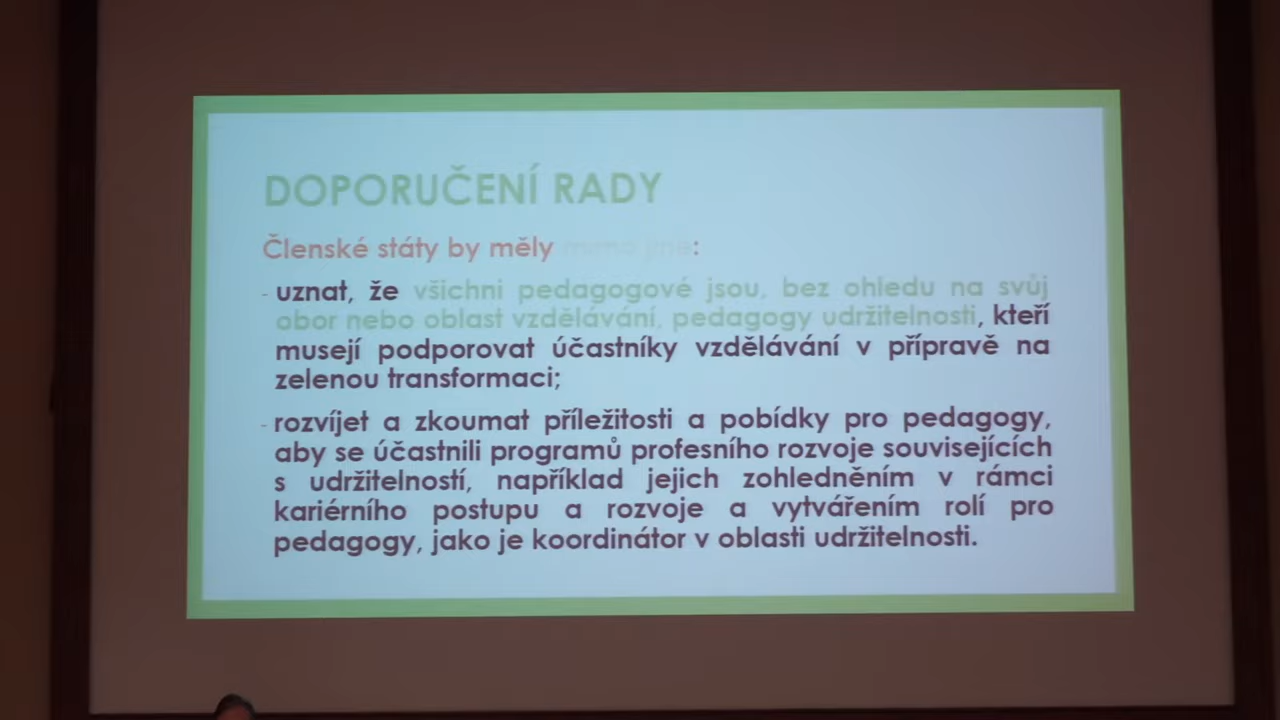 DOPORUČENÍ RADY
Členské státy by měly mimo jiné:
- uznat, že všichni pedagogové jsou, bez ohledu na svůj
obor nebo oblast vzdělávání, pedagogy udržitelnosti, kteří
musejí podporovat účastníky vzdělávání v přípravě na
zelenou transformaci;
- rozvíjet a zkoumat příležitosti a pobídky pro pedagogy,
aby se účastnili programů profesního rozvoje souvisejících
s udržitelností, například jejich zohledněním v rámci
kariérního postupu a rozvoje a vytvářením rolí pro
pedagogy, jako je koordinátor v oblasti udržitelnosti.